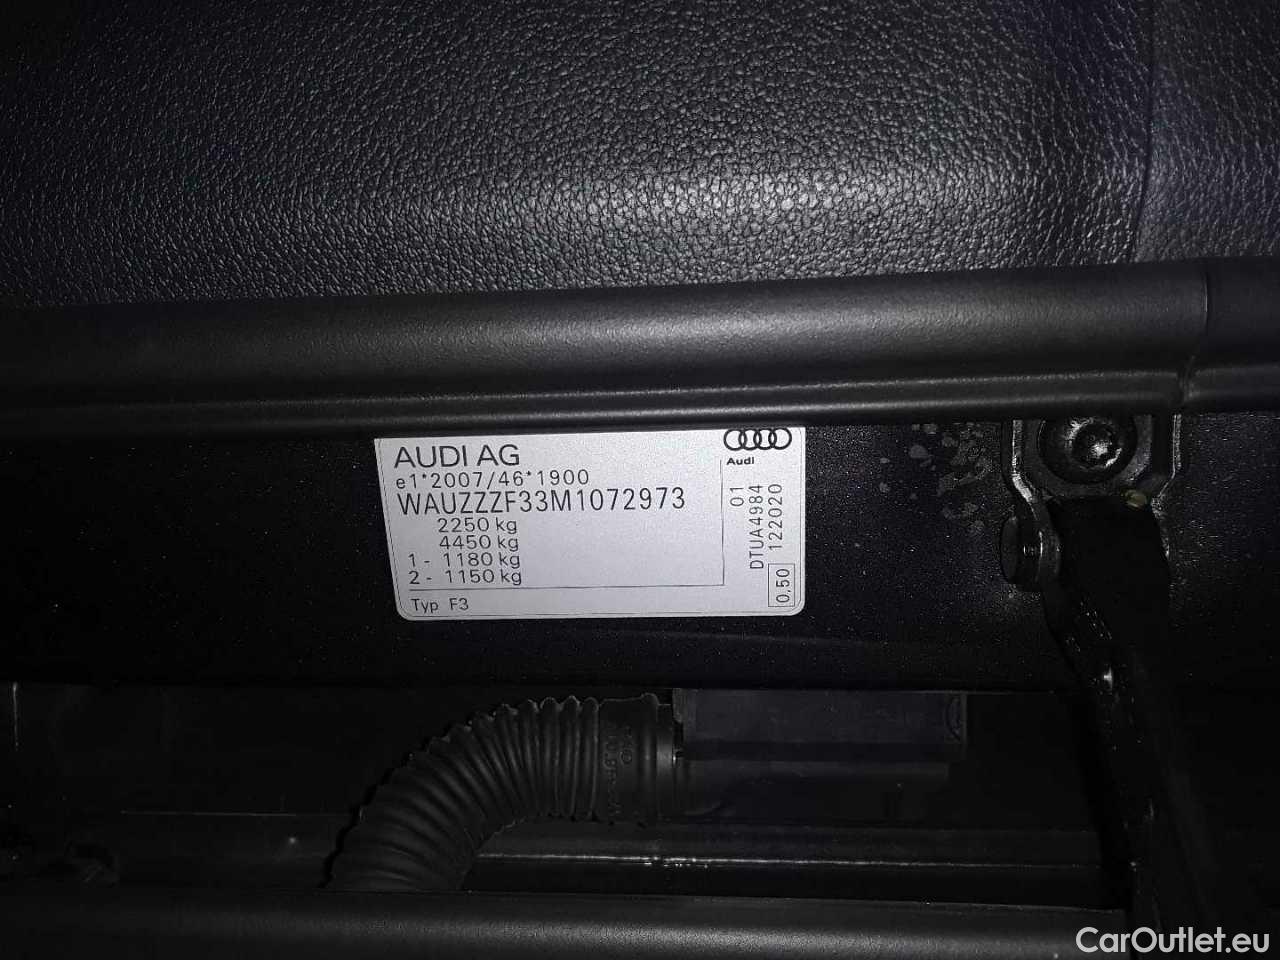 AUDI AG
e1*2007/46*1900
WAUZZZF33M1072973
2250 kg
4450 kg
1 - 1180 kg
2 - 1150 kg
Typ F3
Audi
01
DTUA4984
122020
0,50
CarOutlet.eu